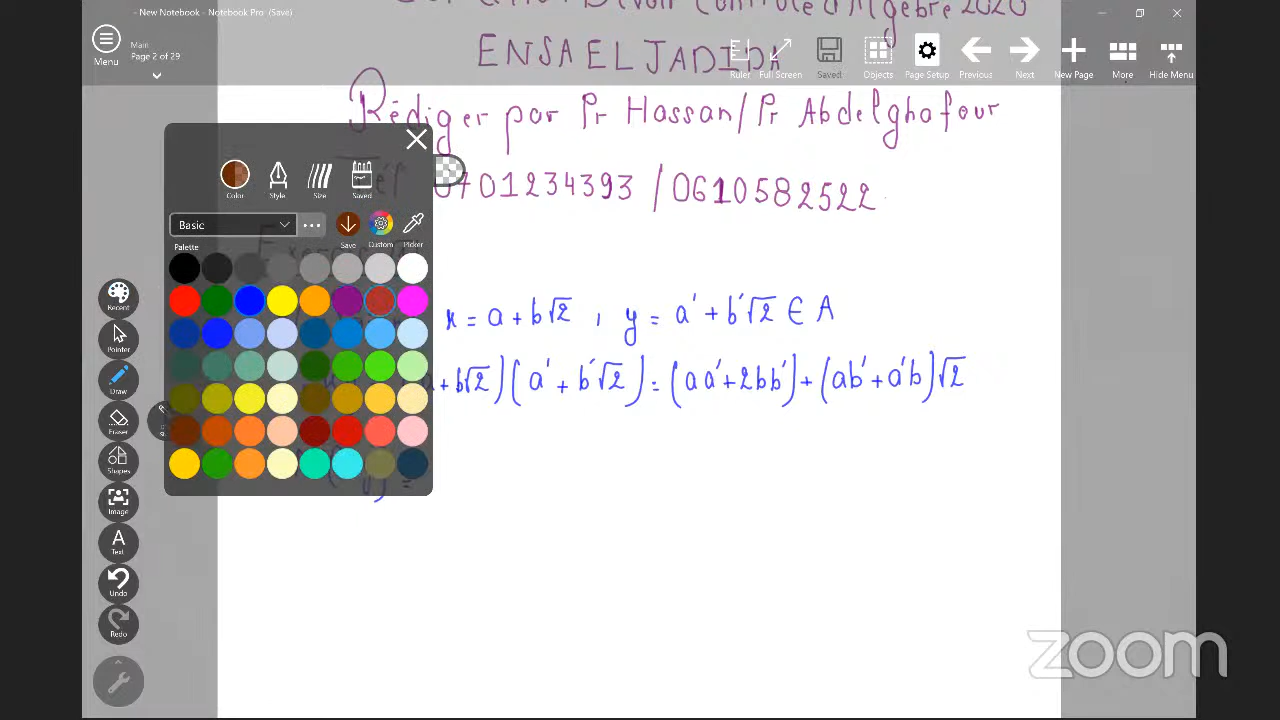 - New Notebook - Notebook Pro (Save)
Menu
Main
Page 2 of 29
Ruler
Full Screen
Saved
Objects
Page Setup
Previous
Next
New Page
More
Hide Menu
d'Algèbre 2020
ENSA EL JADIDA
Rédiger par Pr Hassan / Pr Abdelghafour
0701234393 / 0610582522
Color
Style
Size
Saved
Basic
Palette
Save
Custom
Picker
Recent
Pointer
Draw
Eraser
Shapes
Image
Text
Undo
Redo
x = a + b√2 , y = a' + b'√2 ∈ A
+ b√2)(a' + b'√2) = (aa' + 2bb') + (ab' + a'b)√2
zoom